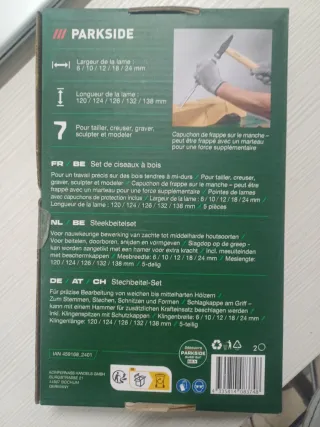 /// PARKSIDE
Largeur de la lame :
6 / 10 / 12 / 18 / 24 mm
Longueur de la lame :
120 / 124 / 126 / 132 / 138 mm
Pour tailler, creuser, graver,
sculpter et modeler
Capuchon de frappe sur le manche –
peut être frappé avec un marteau
pour une force supplémentaire
FR / BE Set de ciseaux à bois
Pour un travail précis sur des bois tendres à mi-durs / Pour tailler, creuser,
graver, sculpter et modeler / Capuchon de frappe sur le manche – peut être
frappé avec un marteau pour une force supplémentaire / Pointes de lames
avec capuchons de protection inclus / Largeur de la lame : 6 / 10 / 12 / 18 / 24 mm
Longueur de la lame : 120 / 124 / 126 / 132 / 138 mm / 5 pièces
NL / BE Steekbeitelset
Voor nauwkeurige bewerking van zachte tot middelharde houtsoorten /
Voor beitelen, doorboren, snijden en vormgeven / Slagdop op de greep -
kan worden aangetikt met een hamer voor extra kracht / incl. mesuiteinden
met beschermkappen / Mesbreedte: 6 / 10 / 12 / 18 / 24 mm / Meslengte:
120 / 124 / 126 / 132 / 138 mm / 5-delig
DE / AT / CH Stechbeitel-Set
Für präzise Bearbeitung von weichen bis mittelharten Hölzern /
Zum Stemmen, Stechen, Schnitzen und Formen / Schlagkappe am Griff –
kann mit einem Hammer für zusätzlichen Krafteinsatz beschlagen werden /
Inkl. Klingenspitzen mit Schutzkappen / Klingenbreite: 6 / 10 / 12 / 18 / 24 mm /
Klingenlänge: 120 / 124 / 126 / 132 / 138 mm / 5-teilig
GERMANY
PARKSIDE